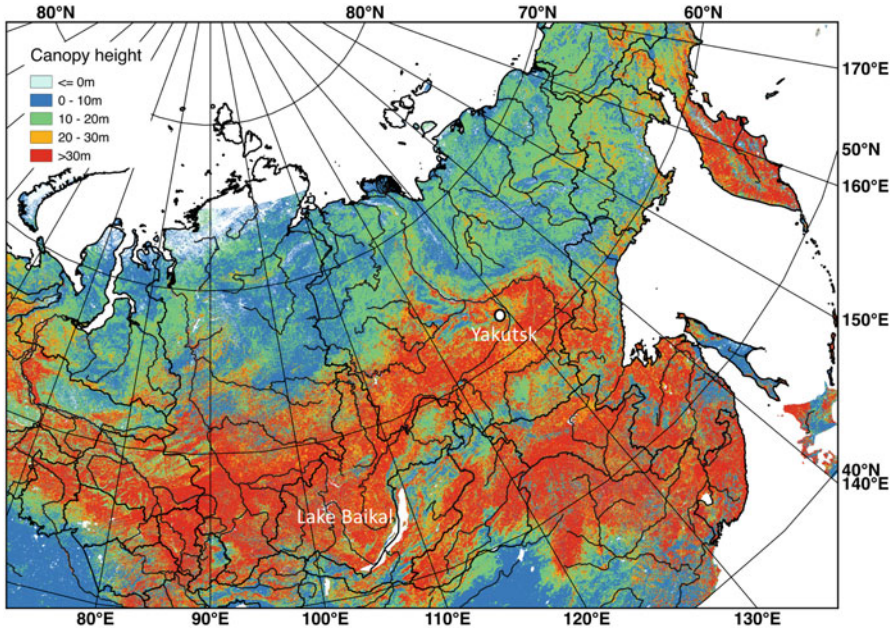 80°N
80°N
70°N
60°N
Canopy height
<= 0m
0 - 10m
10 - 20m
20 - 30m
>30m
170°E
50°N
160°E
150°E
Yakutsk
40°N
140°E
Lake Baikal
80°E
90°E
100°E
110°E
120°E
130°E